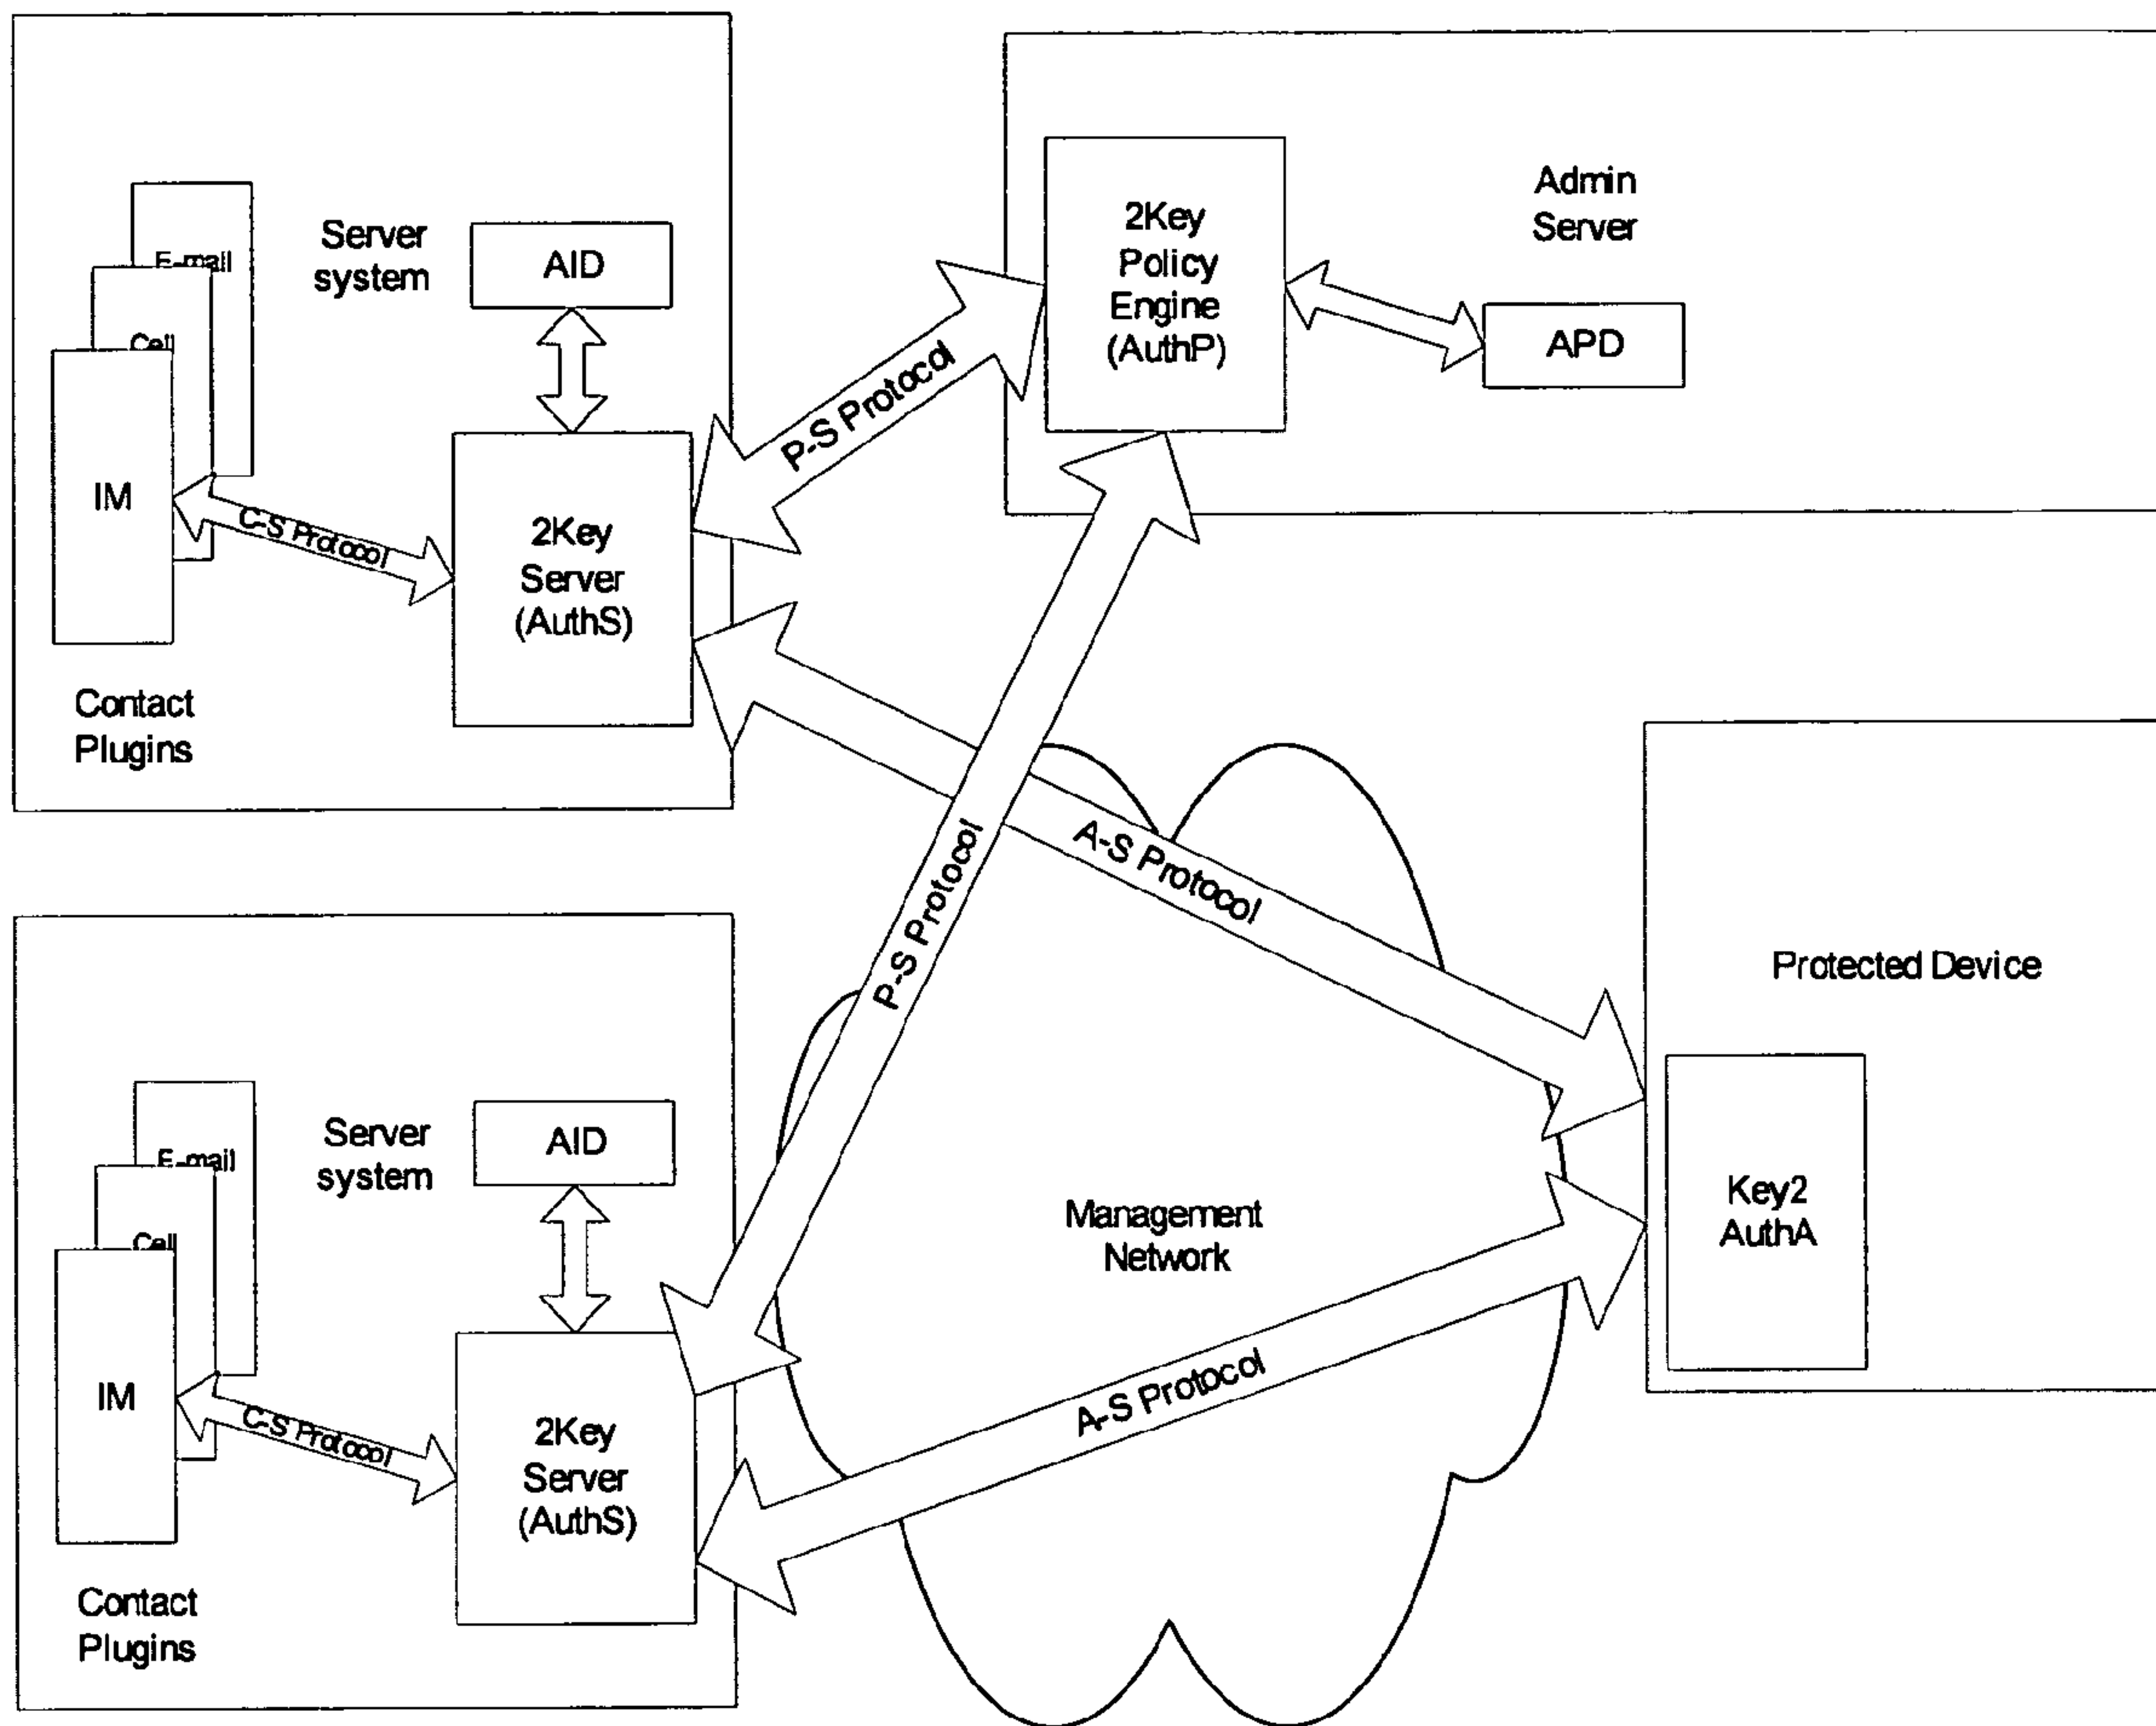 E-mail
Cell
IM
Server
system
AID
C-S Protocol
2Key
Server
(AuthS)
Contact
Plugins
P-S Protocol
2Key
Policy
Engine
(AuthP)
Admin
Server
APD
P-S Protocol
A-S Protocol
Protected Device
Key2
AuthA
Management
Network
E-mail
Cell
IM
Server
system
AID
C-S Protocol
2Key
Server
(AuthS)
Contact
Plugins
A-S Protocol